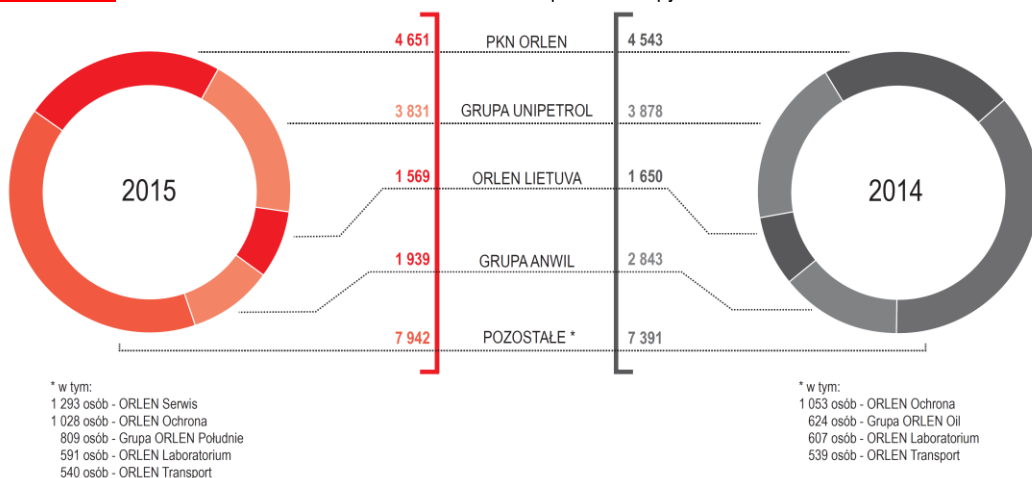 4 651 PKN ORLEN 4 543
3 831 GRUPA UNIPETROL 3 878
2015
1 569 ORLEN LIETUVA 1 650
2014
1 939 GRUPA ANWIL 2 843
7 942 POZOSTAŁE * 7 391
* w tym:
1 293 osób - ORLEN Serwis
1 028 osób - ORLEN Ochrona
809 osób - Grupa ORLEN Południe
591 osób - ORLEN Laboratorium
540 osób - ORLEN Transport
* w tym:
1 053 osób - ORLEN Ochrona
624 osób - Grupa ORLEN Oil
607 osób - ORLEN Laboratorium
539 osób - ORLEN Transport